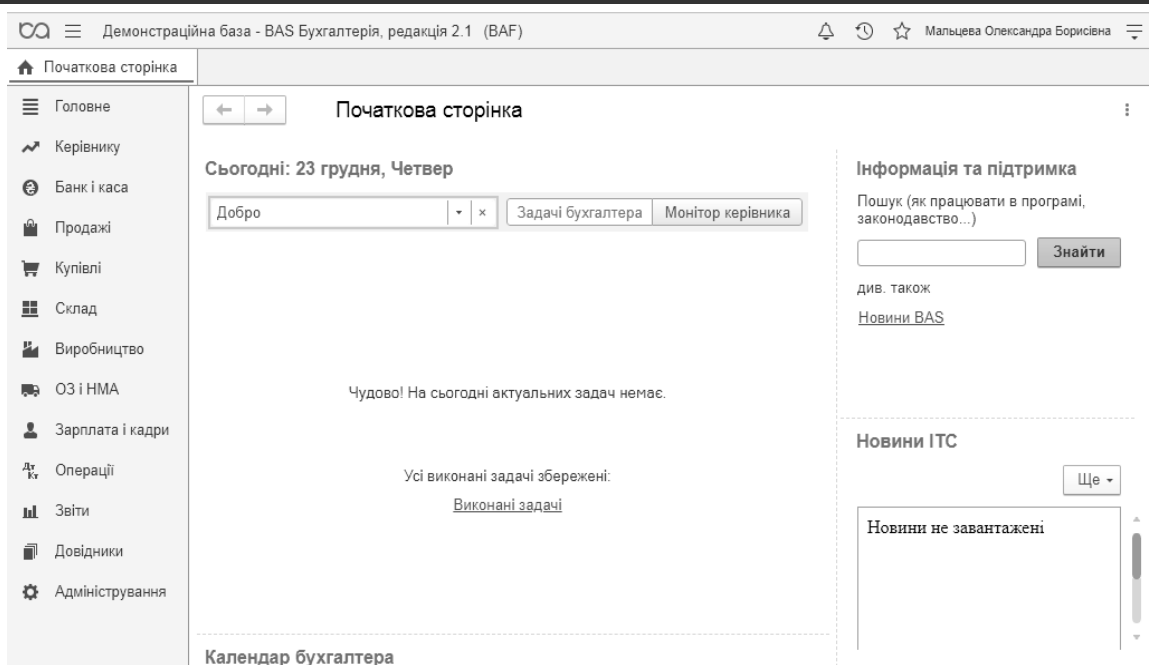 Демонстраційна база - BAS Бухгалтерія, редакція 2.1 (BAF)
Мальцева Олександра Борисівна
Початкова сторінка
Головне
Керівнику
Банк і каса
Продажі
Купівлі
Склад
Виробництво
ОЗ і НМА
Зарплата і кадри
Дт Кт Операції
Звіти
Довідники
Адміністрування
Початкова сторінка
Сьогодні: 23 грудня, Четвер
Добро
Задачі бухгалтера
Монітор керівника
Чудово! На сьогодні актуальних задач немає.
Усі виконані задачі збережені:
Виконані задачі
Календар бухгалтера
Інформація та підтримка
Пошук (як працювати в програмі,
законодавство...)
Знайти
див. також
Новини BAS
Новини ІТС
Ще
Новини не завантажені